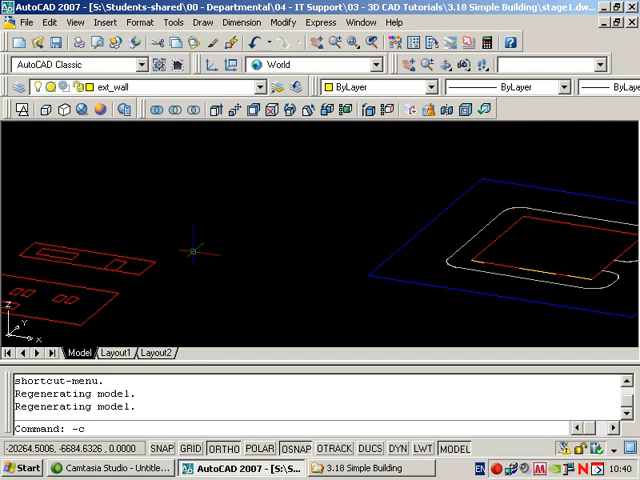 AutoCAD 2007 - [S:\Students-shared\00 - Departmental\04 - IT Support\03 - 3D CAD Tutorials\3.18 Simple Building\stage1.dw...
File Edit View Insert Format Tools Draw Dimension Modify Express Window Help
AutoCAD Classic World
ext_wall ByLayer ByLayer ByLayer
Z
Y
X
Model Layout1 Layout2
shortcut-menu.
Regenerating model.
Regenerating model.
Command: -c
-20264.5006, -6684.6326, 0.0000 SNAP GRID ORTHO POLAR OSNAP OTRACK DUCS DYN LWT MODEL
Start Camtasia Studio - Untitle... AutoCAD 2007 - [S:\S... 3.18 Simple Building EN 10:40